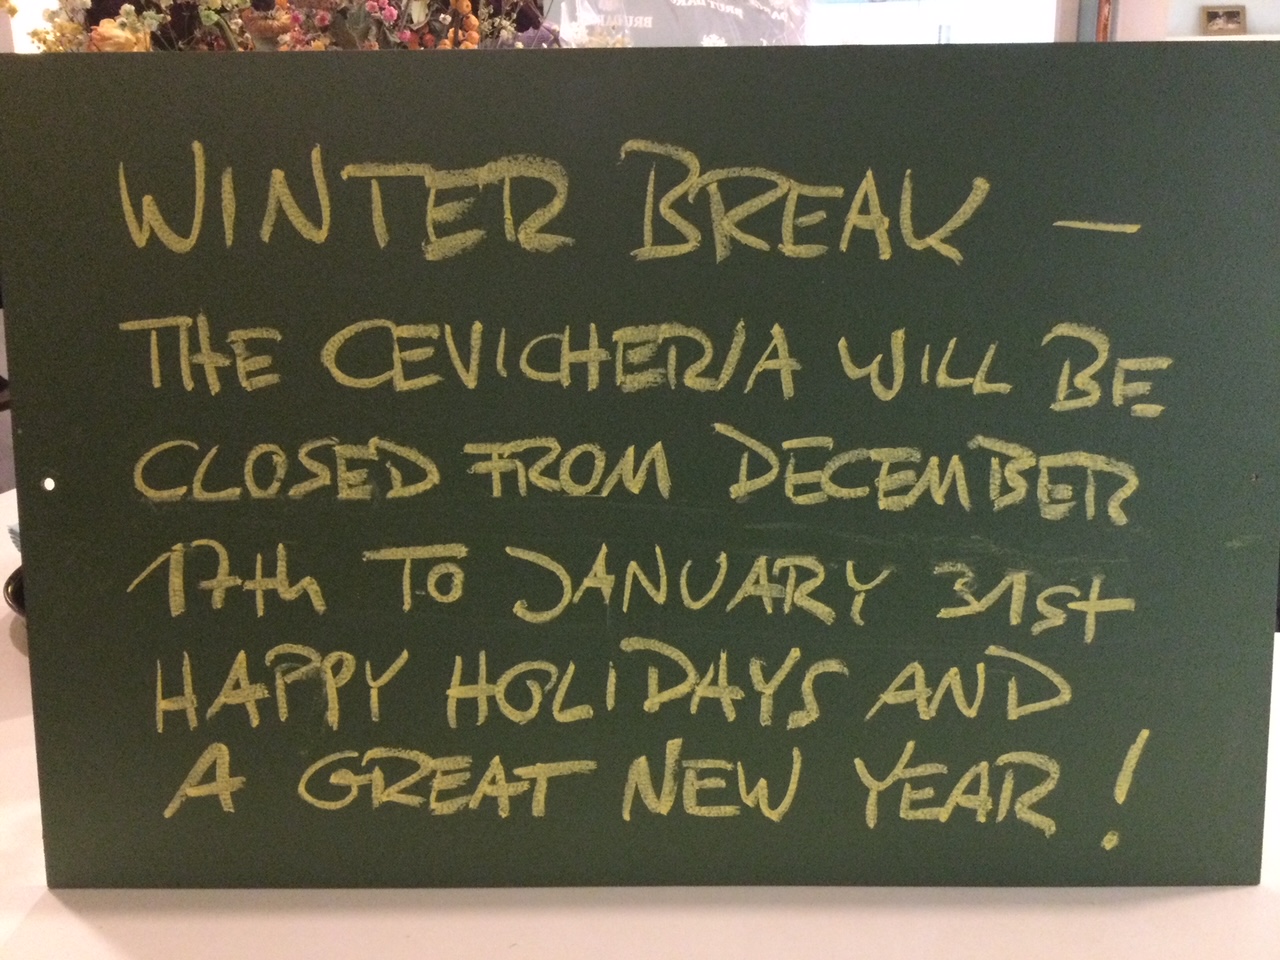 WINTER BREAK —
THE CEVICHERIA WILL BE
CLOSED FROM DECEMBER
17th TO JANUARY 31st
HAPPY HOLIDAYS AND
A GREAT NEW YEAR!